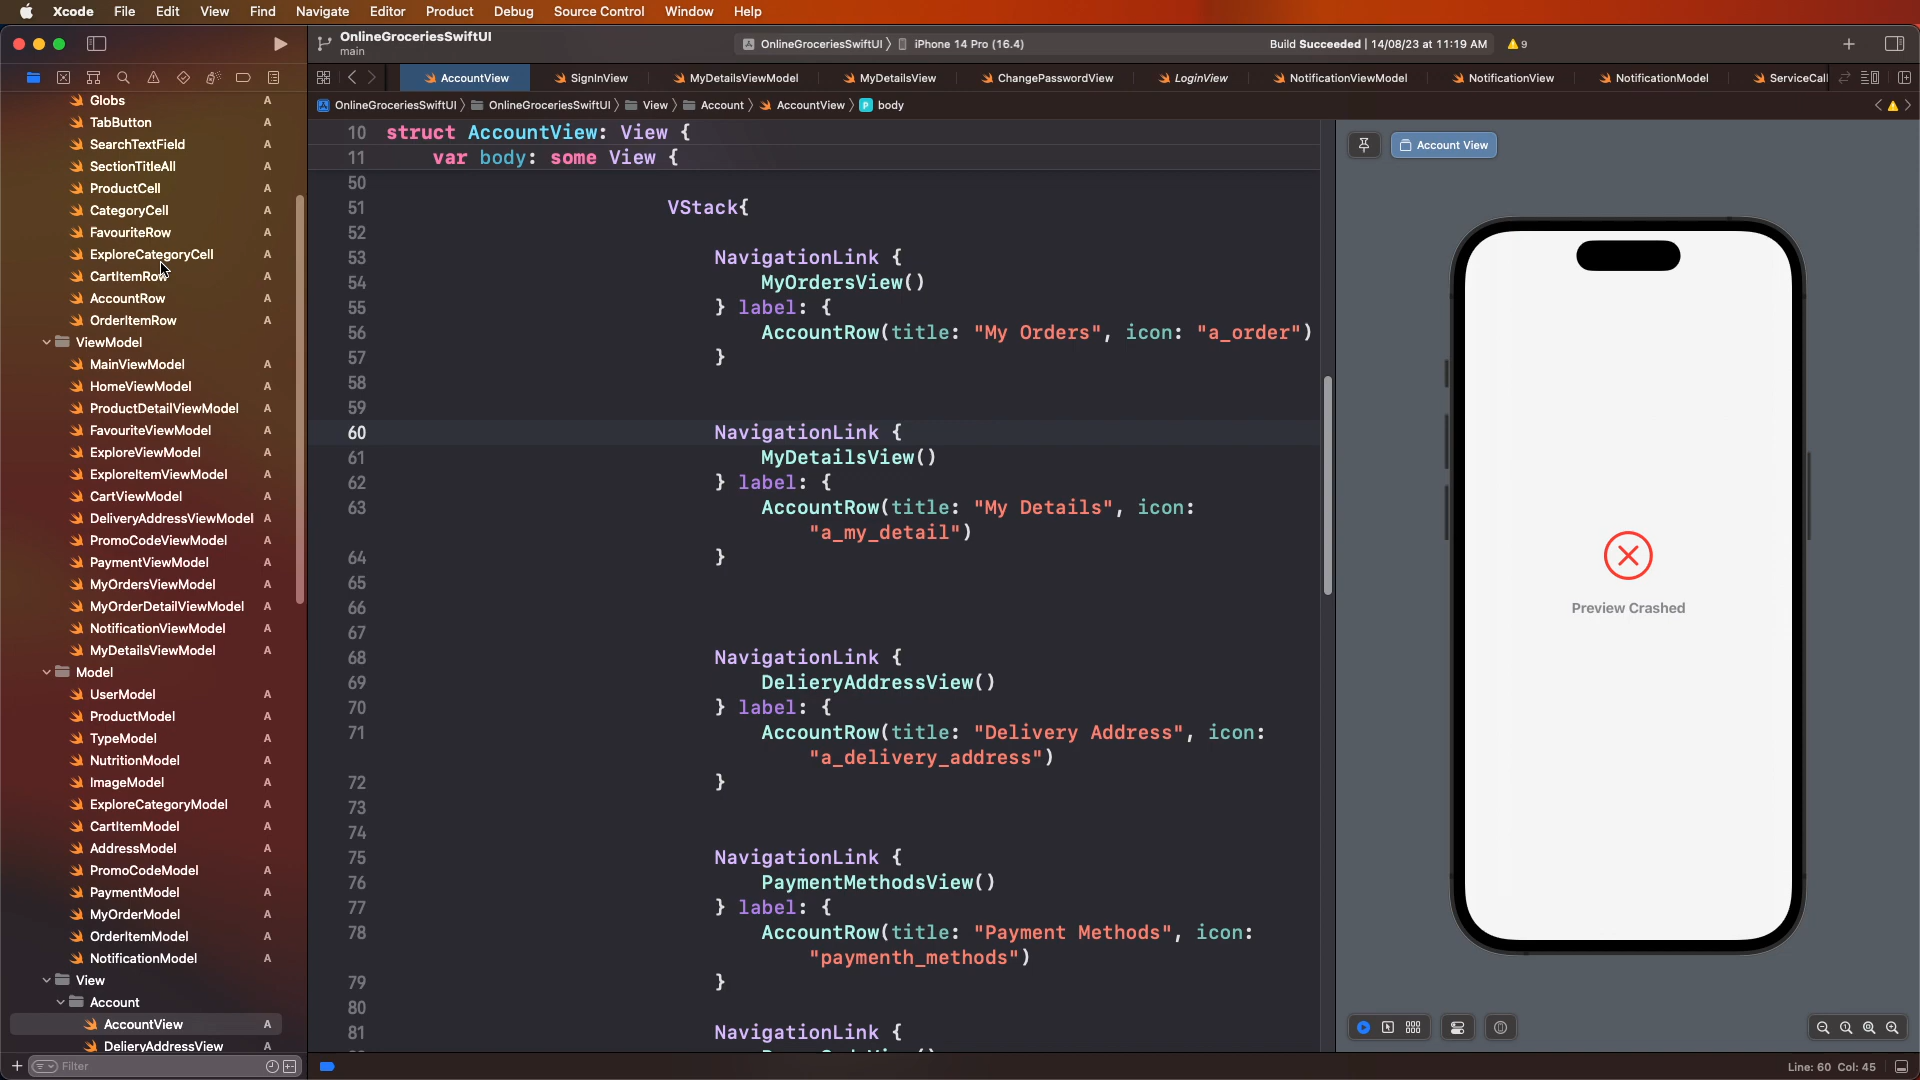 Xcode File Edit View Find Navigate Editor Product Debug Source Control Window Help
OnlineGroceriesSwiftUI
main
OnlineGroceriesSwiftUI iPhone 14 Pro (16.4)
Build Succeeded | 14/08/23 at 11:19 AM 9
AccountView SignInView MyDetailsViewModel MyDetailsView ChangePasswordView LoginView NotificationViewModel NotificationView NotificationModel ServiceCall
OnlineGroceriesSwiftUI OnlineGroceriesSwiftUI View Account AccountView P body
Globs A
TabButton A
SearchTextField A
SectionTitleAll A
ProductCell A
CategoryCell A
FavouriteRow A
ExploreCategoryCell A
CartItemRow A
AccountRow A
OrderItemRow A
ViewModel
MainViewModel A
HomeViewModel A
ProductDetailViewModel A
FavouriteViewModel A
ExploreViewModel A
ExploreItemViewModel A
CartViewModel A
DeliveryAddressViewModel A
PromoCodeViewModel A
PaymentViewModel A
MyOrdersViewModel A
MyOrderDetailViewModel A
NotificationViewModel A
MyDetailsViewModel A
Model
UserModel A
ProductModel A
TypeModel A
NutritionModel A
ImageModel A
ExploreCategoryModel A
CartItemModel A
AddressModel A
PromoCodeModel A
PaymentModel A
MyOrderModel A
OrderItemModel A
NotificationModel A
View
Account
AccountView A
DelieryAddressView A
Filter
10 struct AccountView: View {
11 var body: some View {
50
51 VStack{
52
53 NavigationLink {
54 MyOrdersView()
55 } label: {
56 AccountRow(title: "My Orders", icon: "a_order")
57 }
58
59
60 NavigationLink {
61 MyDetailsView()
62 } label: {
63 AccountRow(title: "My Details", icon:
"a_my_detail")
64 }
65
66
67
68 NavigationLink {
69 DelieryAddressView()
70 } label: {
71 AccountRow(title: "Delivery Address", icon:
"a_delivery_address")
72 }
73
74
75 NavigationLink {
76 PaymentMethodsView()
77 } label: {
78 AccountRow(title: "Payment Methods", icon:
"paymenth_methods")
79 }
80
81 NavigationLink {
Account View
Preview Crashed
Line: 60 Col: 45